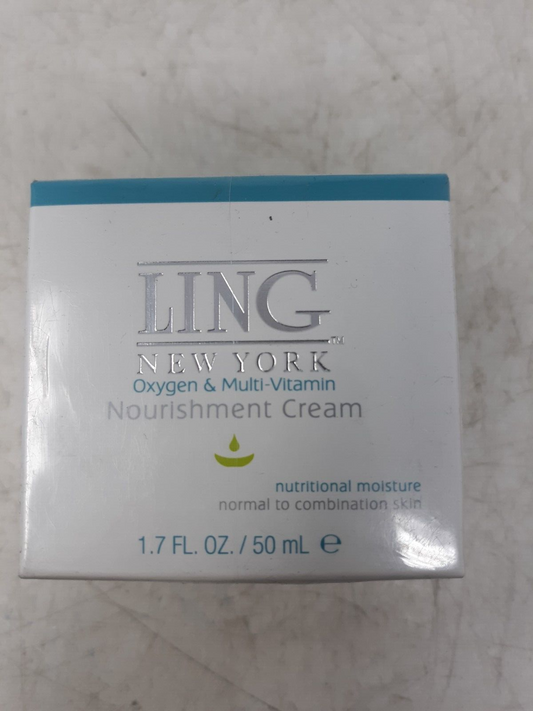 LING™
NEW YORK
Oxygen & Multi-Vitamin
Nourishment Cream
nutritional moisture
normal to combination skin
1.7 FL. OZ. / 50 mL ℮